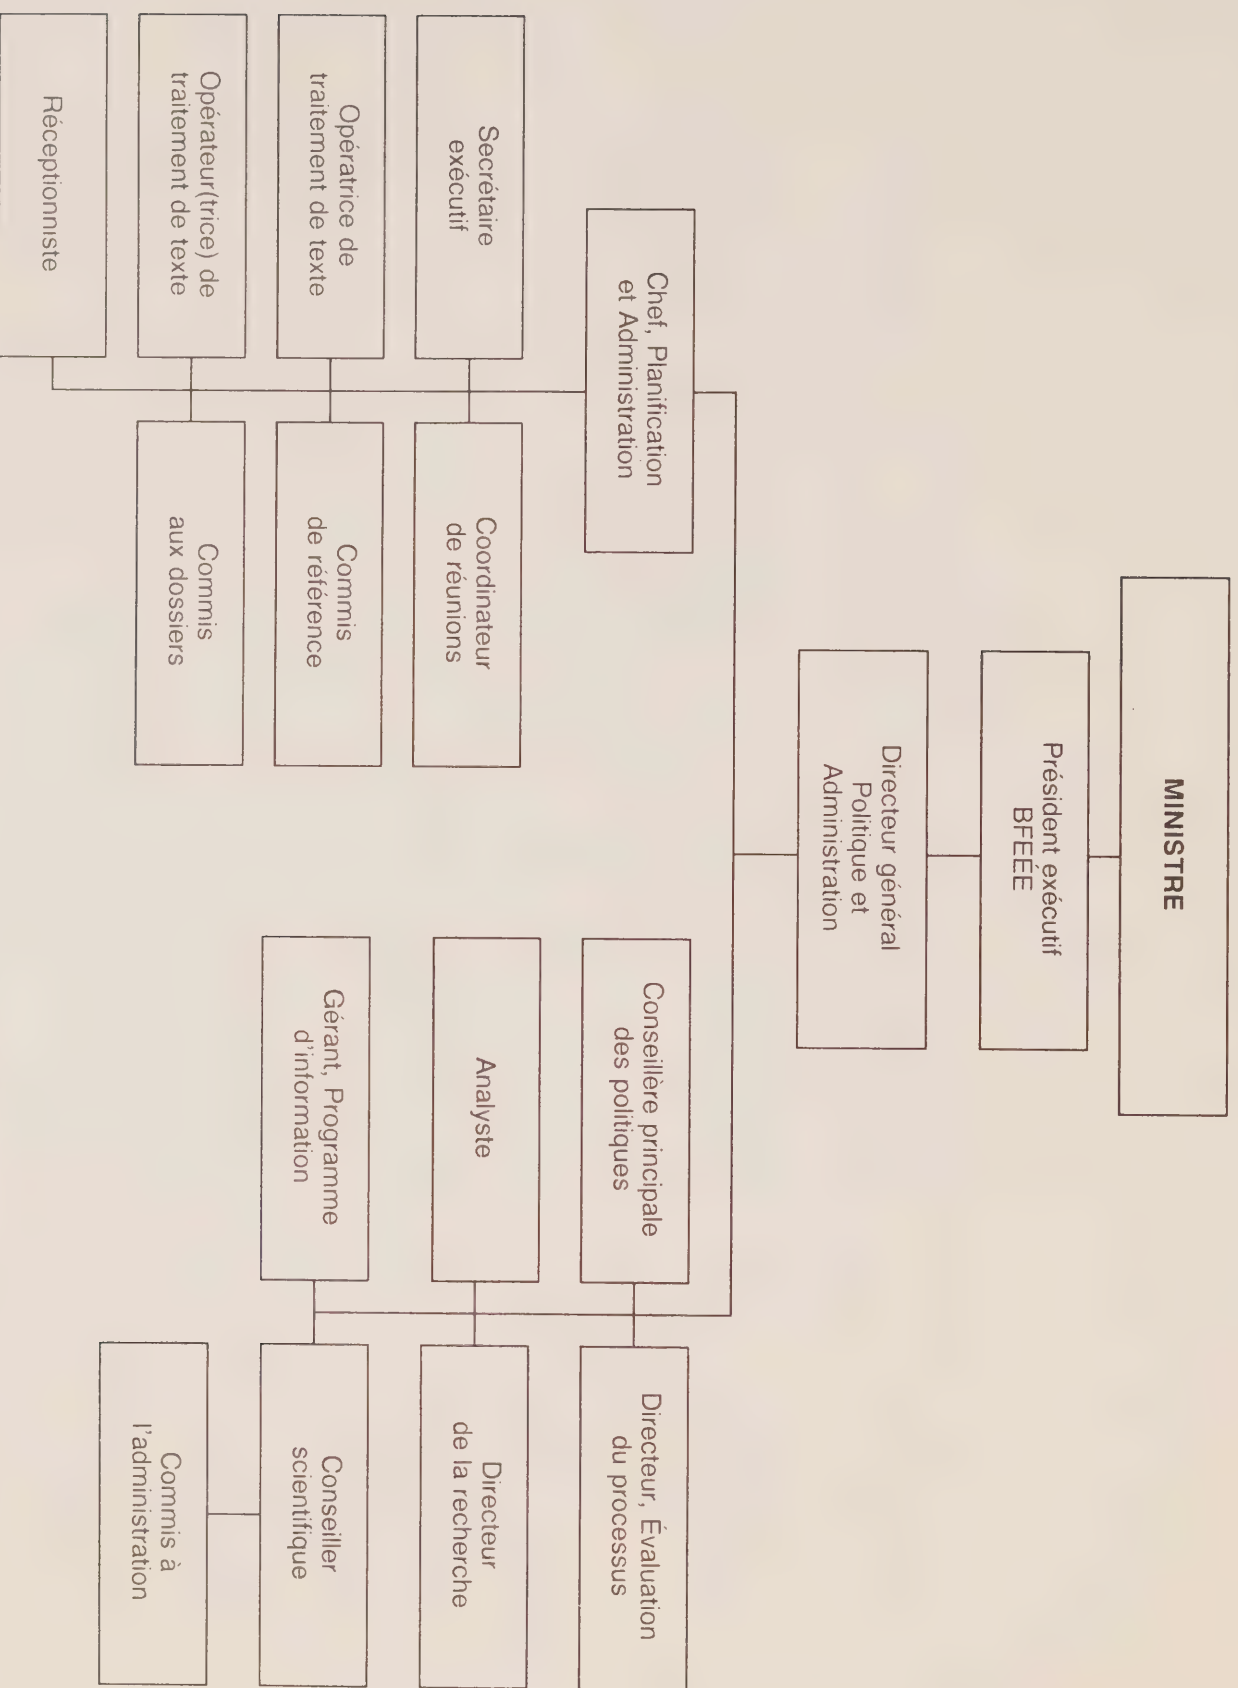 MINISTRE
Président exécutif
BFEÉE
Directeur général
Politique et
Administration
Chef, Planification
et Administration
Secrétaire
exécutif
Coordinateur
de réunions
Opératrice de
traitement de texte
Commis
de référence
Opérateur(trice) de
traitement de texte
Commis
aux dossiers
Réceptionniste
Conseillère principale
des politiques
Directeur, Évaluation
du processus
Analyste
Directeur
de la recherche
Gérant, Programme
d'information
Conseiller
scientifique
Commis à
l'administration